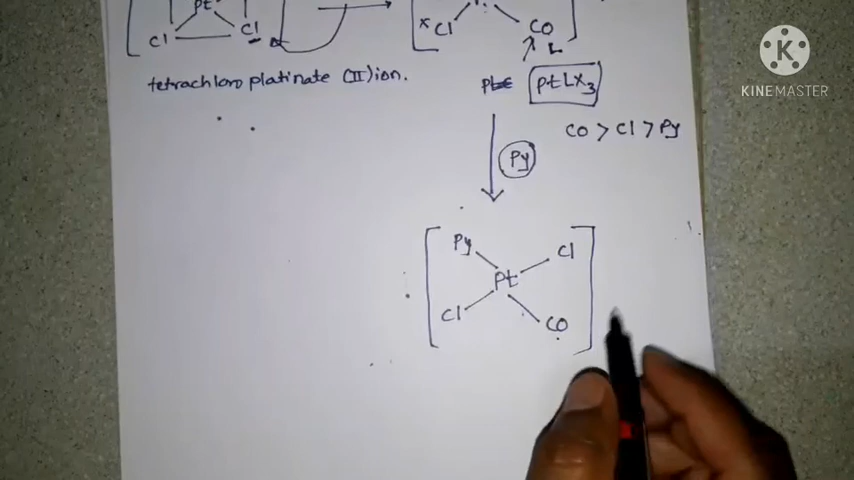 Pt
Cl Cl
x Cl CO
L
tetrachloro platinate (II) ion.
PtLX3
CO > Cl > Py
Py
Py Cl
Pt
Cl CO
K
KINEMASTER